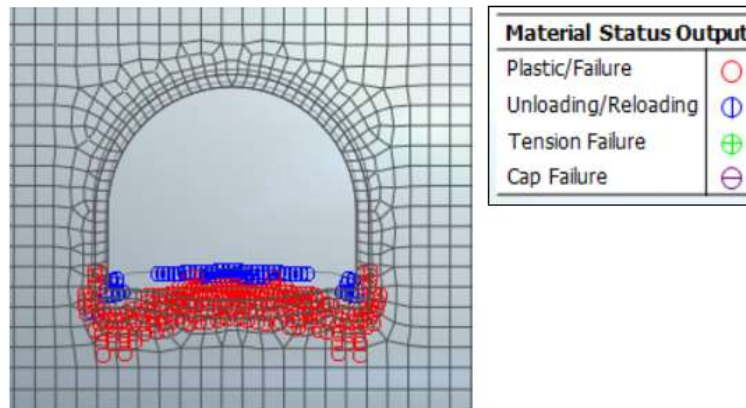 Material Status Output
Plastic/Failure
Unloading/Reloading
Tension Failure
Cap Failure